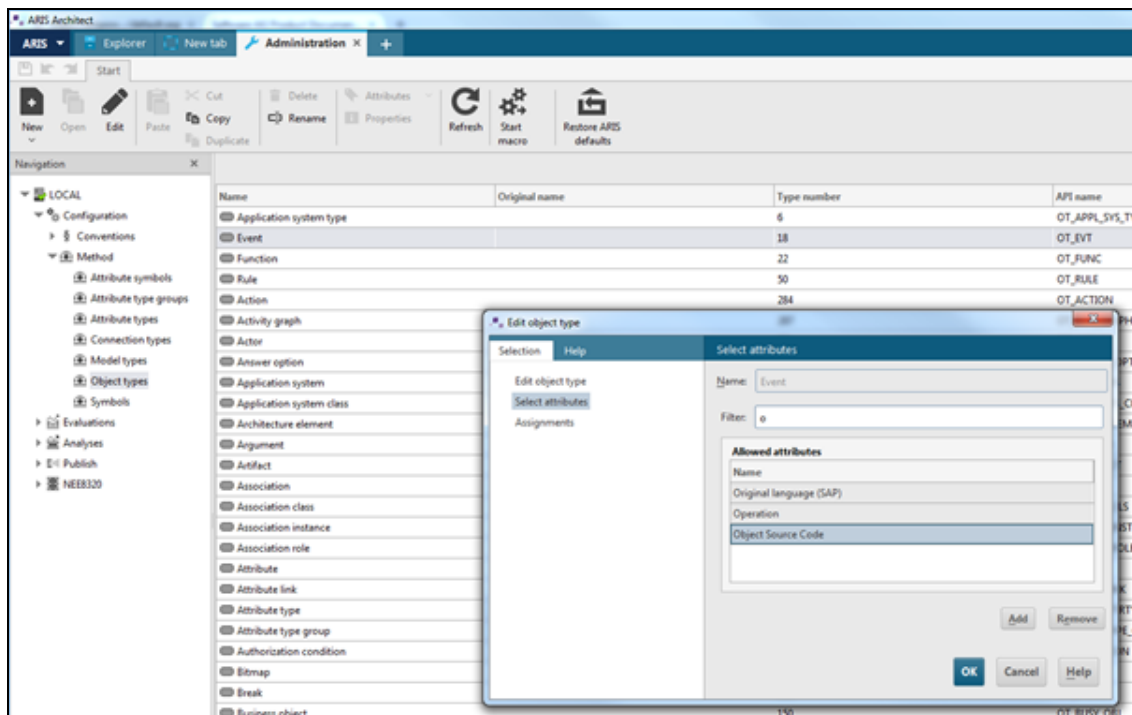 ARIS Architect
ARIS Explorer New tab Administration × +
Start
New Open Edit Paste Cut Copy Duplicate Delete Rename Attributes Properties Refresh Start macro Restore ARIS defaults
Navigation ×
LOCAL
Configuration
Conventions
Method
Attribute symbols
Attribute type groups
Attribute types
Connection types
Model types
Object types
Symbols
Evaluations
Analyses
Publish
NEE8320
Name Original name Type number API name
Application system type 6 OT_APPL_SYS_TY
Event 18 OT_EVT
Function 22 OT_FUNC
Rule 50 OT_RULE
Action 284 OT_ACTION
Activity graph
Actor
Answer option
Application system
Application system class
Architecture element
Argument
Artifact
Association
Association class
Association instance
Association role
Attribute
Attribute link
Attribute type
Attribute type group
Authorization condition
Bitmap
Break
Business object 150 OT_BUSY_OBJ
Edit object type
Selection Help
Edit object type
Select attributes
Assignments
Select attributes
Name: Event
Filter: o
Allowed attributes
Name
Original language (SAP)
Operation
Object Source Code
Add Remove
OK Cancel Help